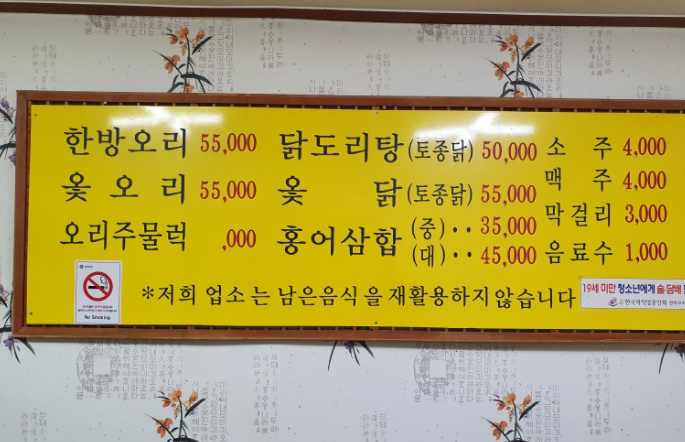 한방오리 55,000
옻 오 리 55,000
오리주물럭 ,000
닭도리탕(토종닭) 50,000
옻 닭(토종닭) 55,000
홍어삼합 (중)‥35,000
(대)‥45,000
소 주 4,000
맥 주 4,000
막걸리 3,000
음료수 1,000
*저희 업소는 남은음식을 재활용하지않습니다
No Smoking
19세 미만 청소년에게 술·담배